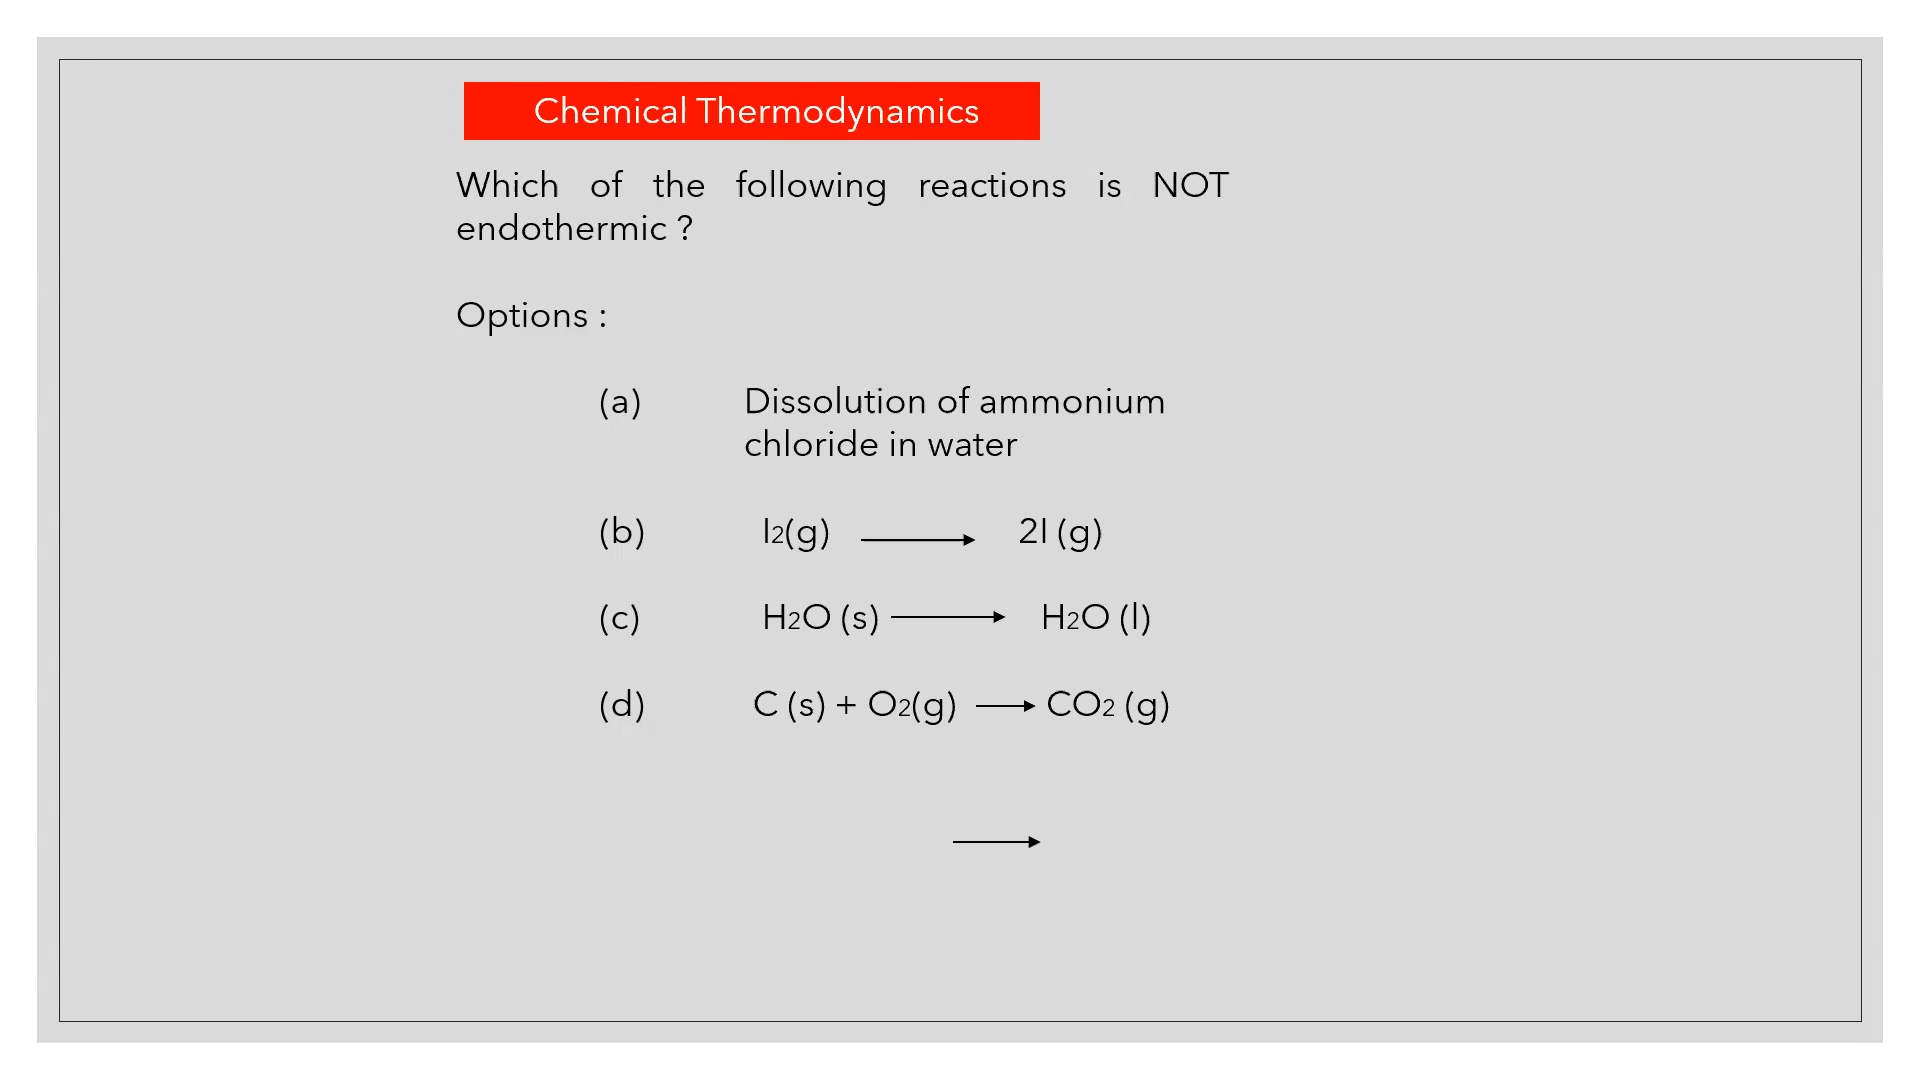 Chemical Thermodynamics
Which of the following reactions is NOT
endothermic ?
Options :
(a) Dissolution of ammonium
chloride in water
(b) I2(g) ⟶ 2I (g)
(c) H2O (s) ⟶ H2O (l)
(d) C (s) + O2(g) ⟶ CO2 (g)
⟶